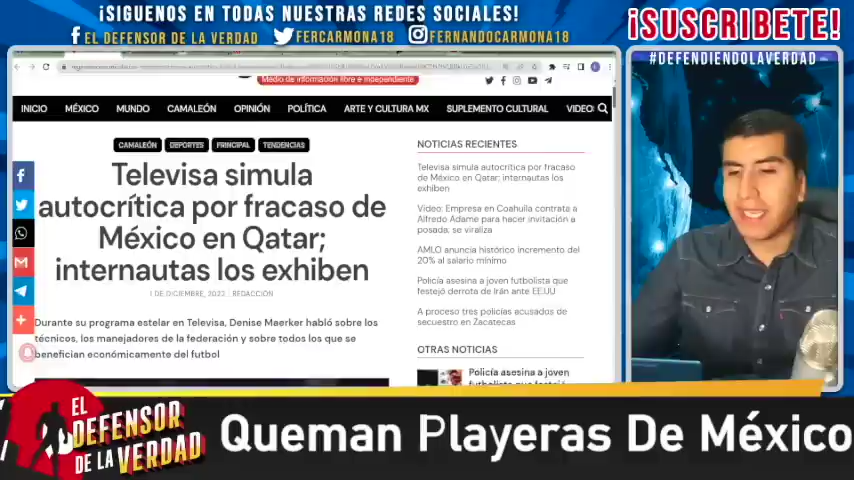 ¡SIGUENOS EN TODAS NUESTRAS REDES SOCIALES!
EL DEFENSOR DE LA VERDAD
FERCARMONA18
FERNANDOCARMONA18
¡SUSCRIBETE!
#DEFENDIENDOLAVERDAD
Medio de información libre e independiente
INICIO
MÉXICO
MUNDO
CAMALEÓN
OPINIÓN
POLÍTICA
ARTE Y CULTURA MX
SUPLEMENTO CULTURAL
VIDEO
CAMALEÓN
DEPORTES
PRINCIPAL
TENDENCIAS
Televisa simula
autocrítica por fracaso de
México en Qatar;
internautas los exhiben
1 DE DICIEMBRE, 2022
REDACCIÓN
Durante su programa estelar en Televisa, Denise Maerker habló sobre los
técnicos, los manejadores de la federación y sobre todos los que se
benefician económicamente del futbol
NOTICIAS RECIENTES
Televisa simula autocrítica por fracaso
de México en Qatar; internautas los
exhiben
Video: Empresa en Coahuila contrata a
Alfredo Adame para hacer invitación a
posada; se viraliza
AMLO anuncia histórico incremento del
20% al salario mínimo
Policía asesina a joven futbolista que
festejó derrota de Irán ante EE.UU
A proceso tres policías acusados de
secuestro en Zacatecas
OTRAS NOTICIAS
Policía asesina a joven
futbolista que festejó
EL
DEFENSOR
DE LA VERDAD
Queman Playeras De México